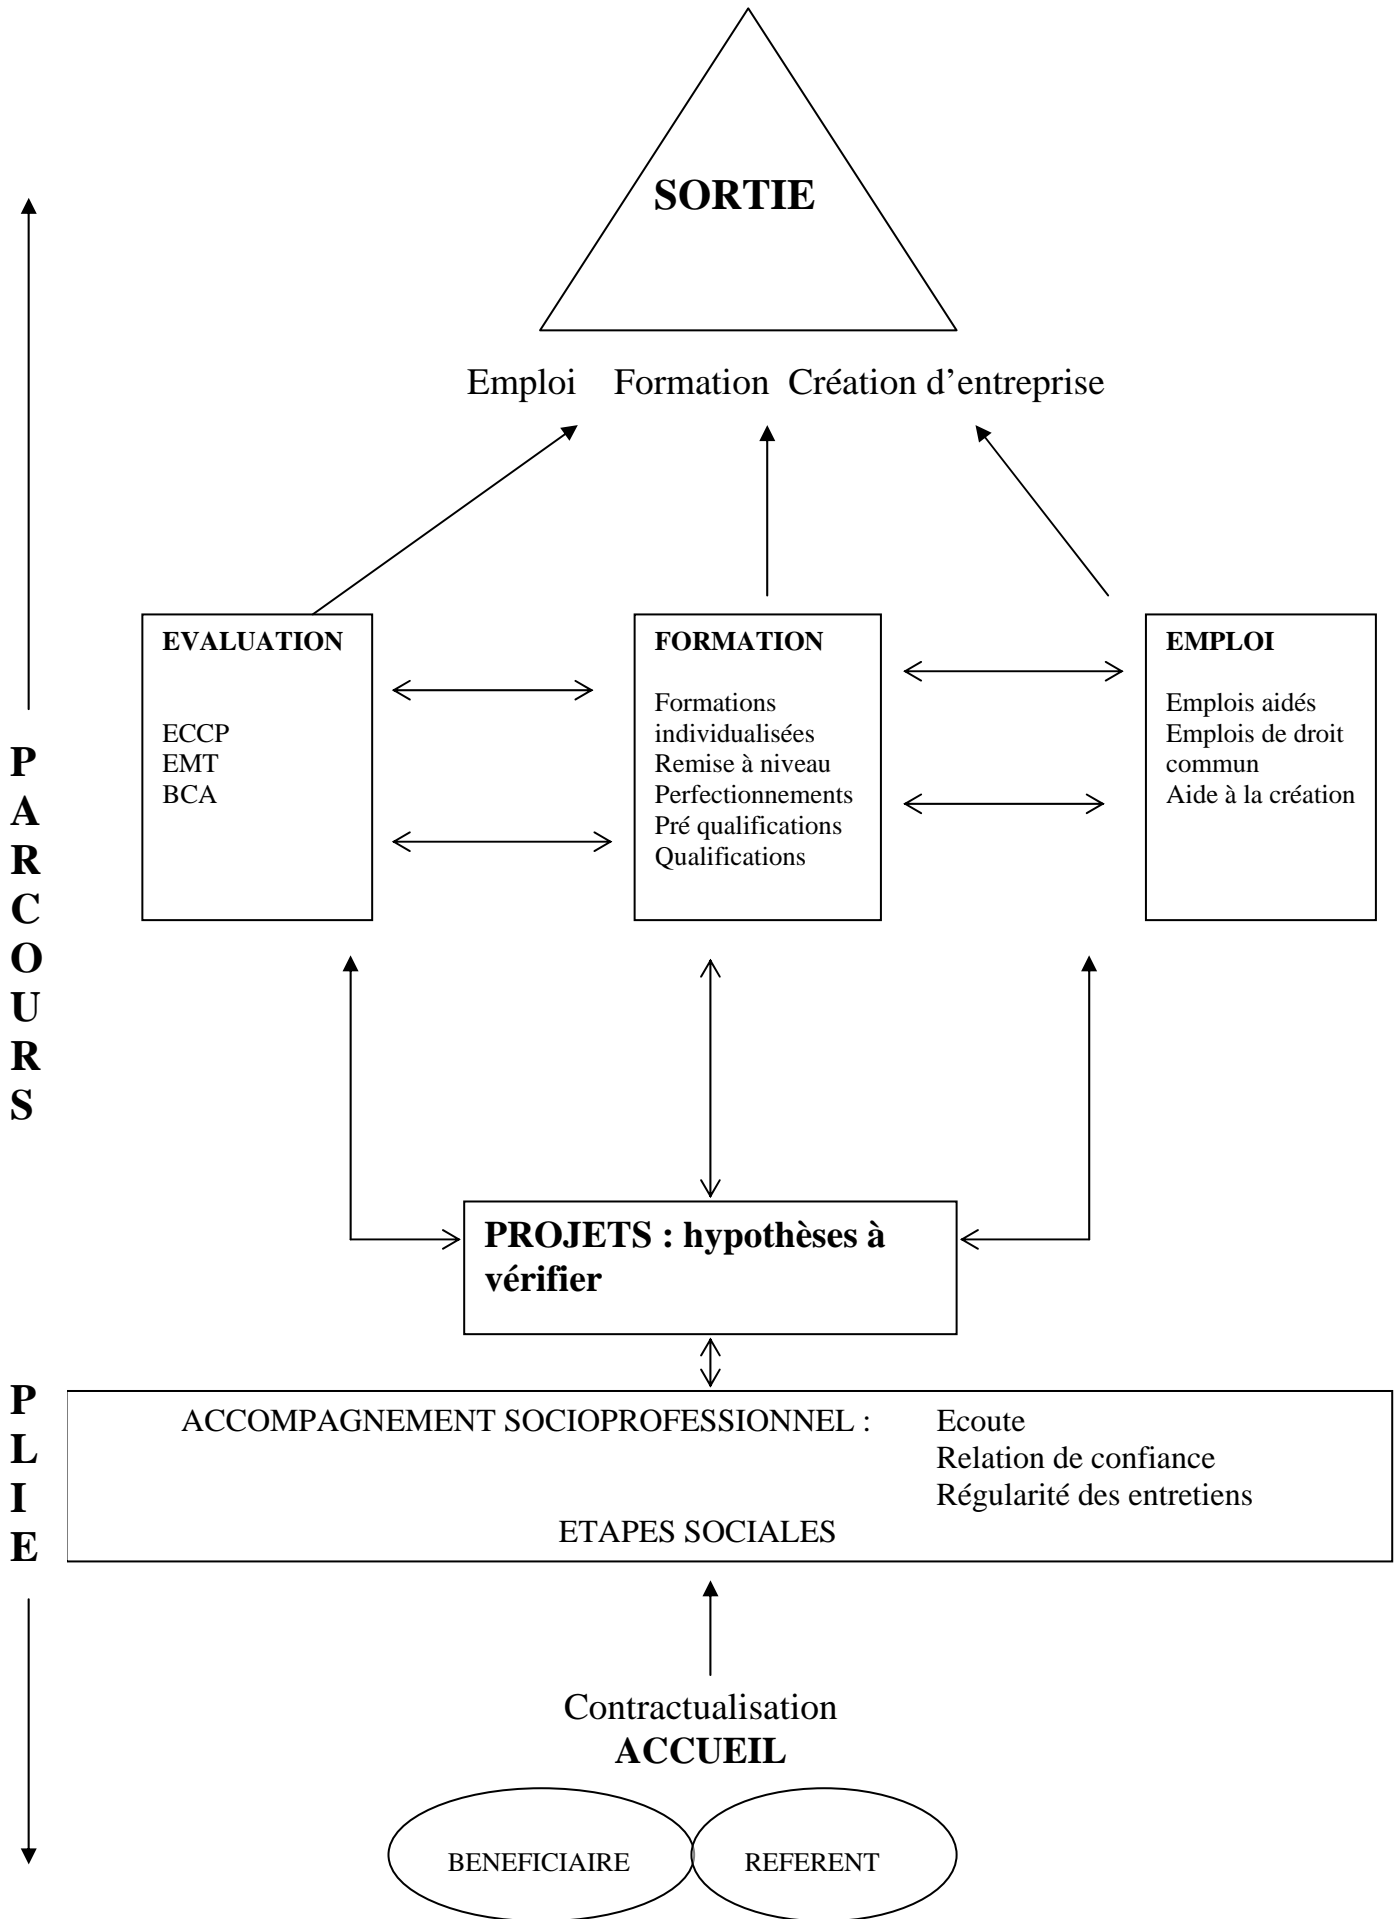 SORTIE
Emploi Formation Création d’entreprise
EVALUATION
ECCP
EMT
BCA
FORMATION
Formations
individualisées
Remise à niveau
Perfectionnements
Pré qualifications
Qualifications
EMPLOI
Emplois aidés
Emplois de droit
commun
Aide à la création
P
A
R
C
O
U
R
S
PROJETS : hypothèses à
vérifier
P
L
I
E
ACCOMPAGNEMENT SOCIOPROFESSIONNEL : Ecoute
Relation de confiance
Régularité des entretiens
ETAPES SOCIALES
Contractualisation
ACCUEIL
BENEFICIAIRE REFERENT